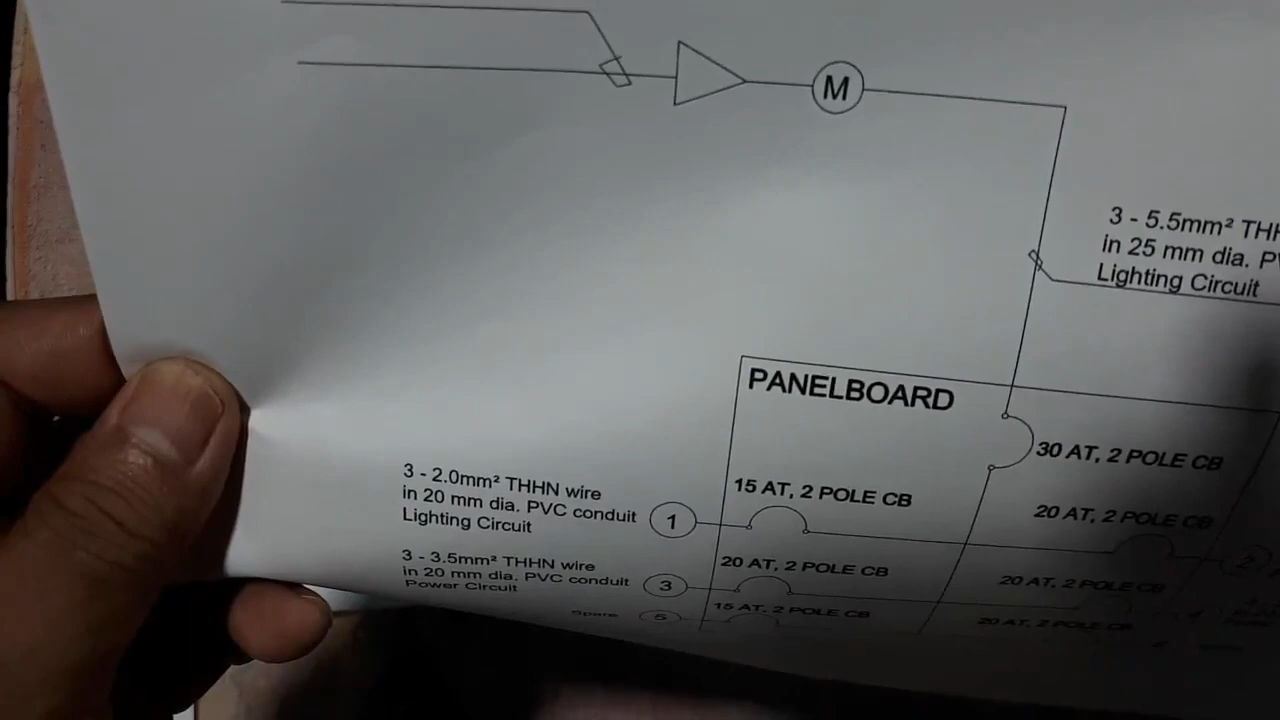 M
3 - 5.5mm² THH
in 25 mm dia. PV
Lighting Circuit
PANELBOARD
30 AT, 2 POLE CB
3 - 2.0mm² THHN wire
in 20 mm dia. PVC conduit
Lighting Circuit
1
15 AT, 2 POLE CB
20 AT, 2 POLE CB
2
3 - 3.5mm² THHN wire
in 20 mm dia. PVC conduit
Power Circuit
3
20 AT, 2 POLE CB
20 AT, 2 POLE CB
Spare
5
15 AT, 2 POLE CB
20 AT, 2 POLE CB